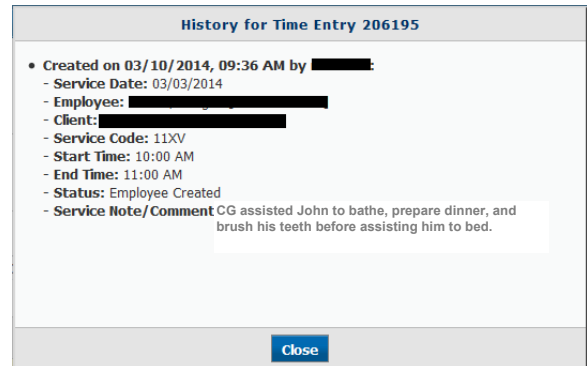 History for Time Entry 206195
• Created on 03/10/2014, 09:36 AM by :
- Service Date: 03/03/2014
- Employee:
- Client:
- Service Code: 11XV
- Start Time: 10:00 AM
- End Time: 11:00 AM
- Status: Employee Created
- Service Note/Comment CG assisted John to bathe, prepare dinner, and
brush his teeth before assisting him to bed.
Close